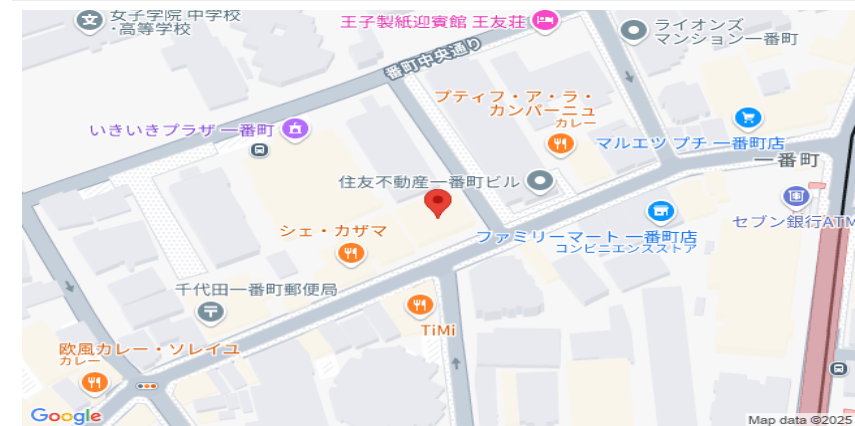 女子学院 中学校
・高等学校
王子製紙迎賓館 王友荘
ライオンズ
マンション一番町
番町中央通り
プティフ・ア・ラ・
カンパーニュ
カレー
いきいきプラザ 一番町
マルエツ プチ 一番町店
一番町
住友不動産一番町ビル
セブン銀行ATM
シェ・カザマ
ファミリーマート 一番町店
コンビニエンスストア
千代田一番町郵便局
TiMi
欧風カレー・ソレイユ
カレー
Google
Map data ©2025